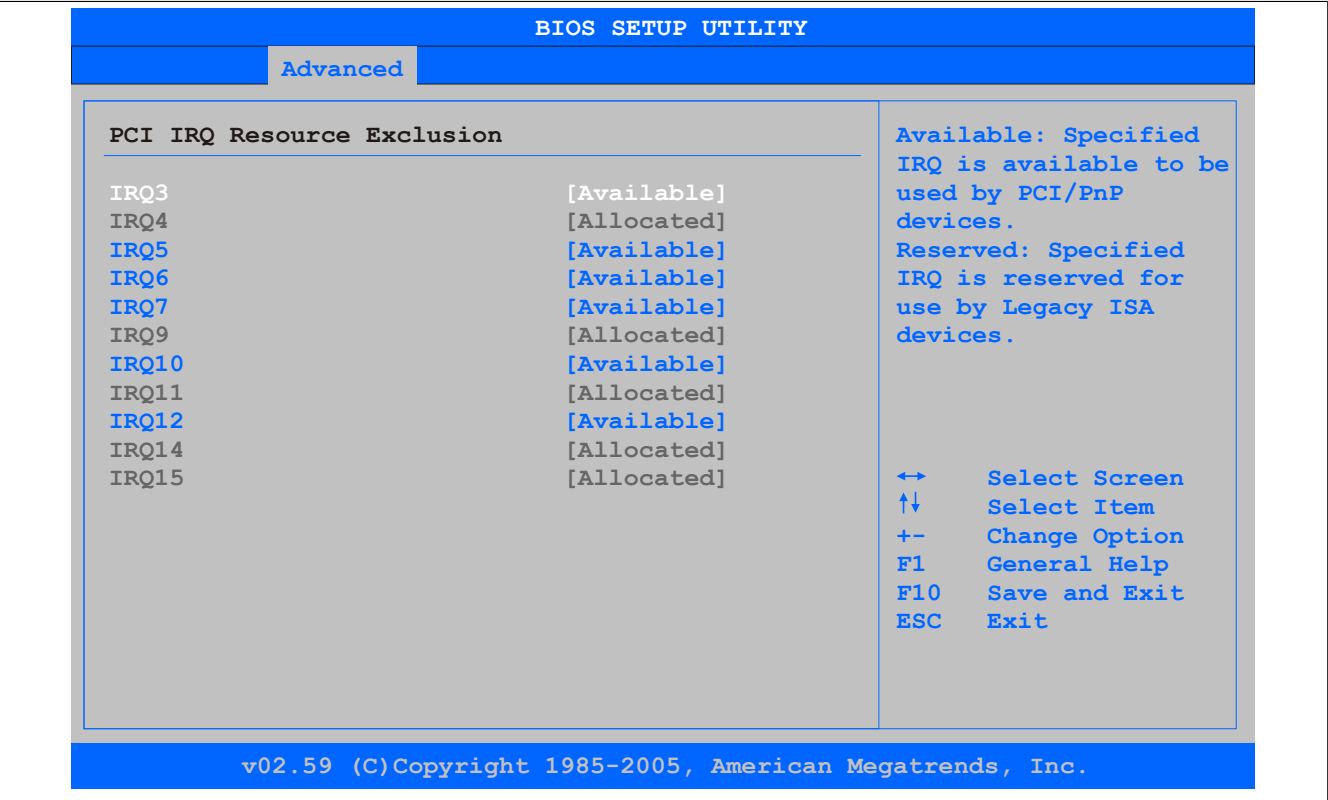 BIOS SETUP UTILITY
Advanced
PCI IRQ Resource Exclusion
IRQ3 [Available]
IRQ4 [Allocated]
IRQ5 [Available]
IRQ6 [Available]
IRQ7 [Available]
IRQ9 [Allocated]
IRQ10 [Available]
IRQ11 [Allocated]
IRQ12 [Available]
IRQ14 [Allocated]
IRQ15 [Allocated]
Available: Specified
IRQ is available to be
used by PCI/PnP
devices.
Reserved: Specified
IRQ is reserved for
use by Legacy ISA
devices.
↔ Select Screen
↑↓ Select Item
+- Change Option
F1 General Help
F10 Save and Exit
ESC Exit
v02.59 (C)Copyright 1985-2005, American Megatrends, Inc.